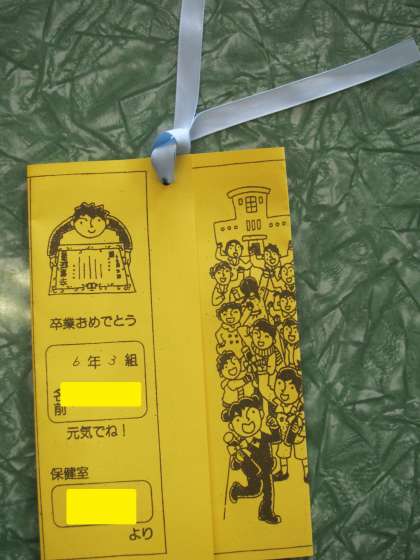 卒業おめでとう
6年3組
名前
元気でね！
保健室
より